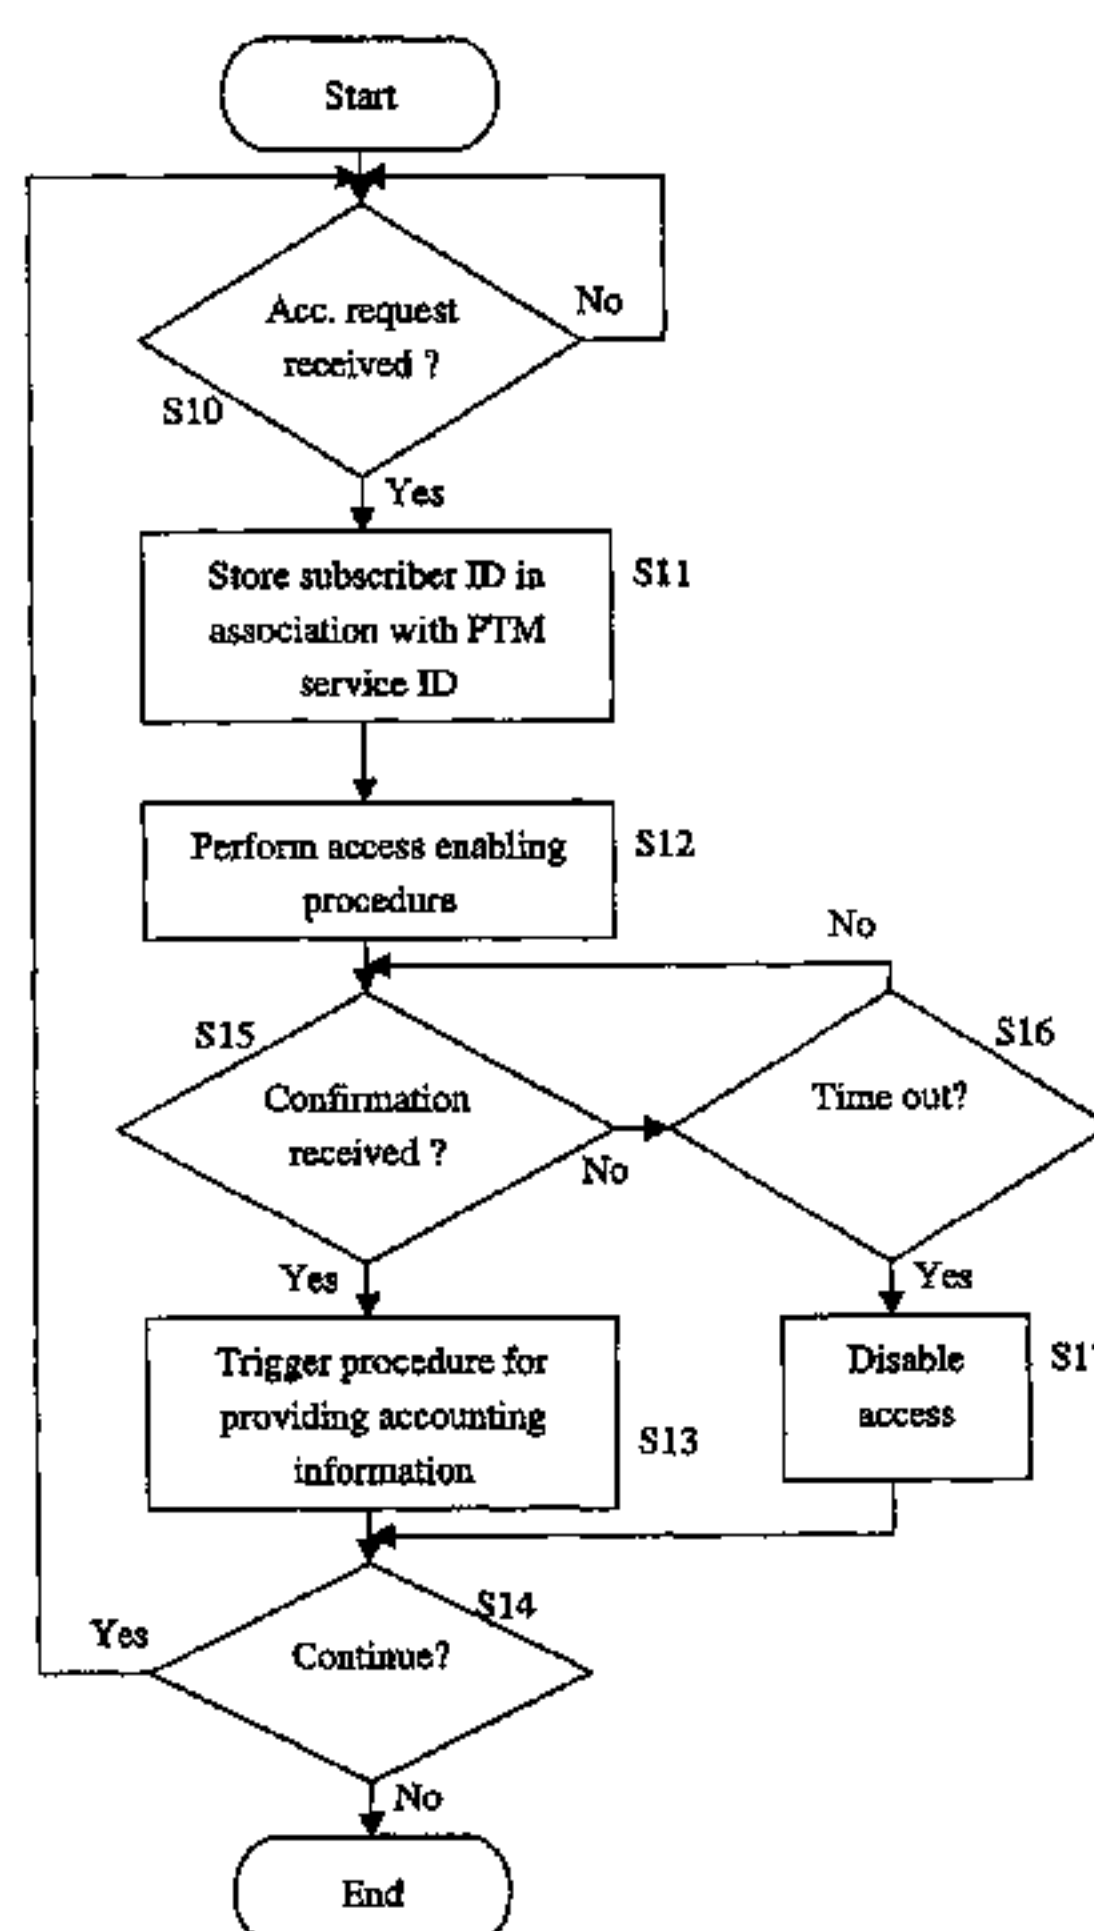 Start
Acc. request
received ?
No
S10
Yes
Store subscriber ID in
association with PTM
service ID
S11
Perform access enabling
procedure
S12
No
S15
Confirmation
received ?
No
S16
Time out?
Yes
Yes
Trigger procedure for
providing accounting
information
S13
Disable
access
S14
Continue?
Yes
No
End